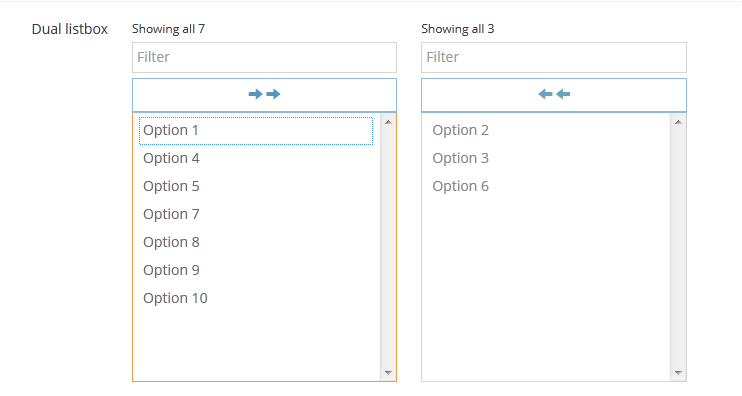 Dual listbox
Showing all 7
Filter
Option 1
Option 4
Option 5
Option 7
Option 8
Option 9
Option 10
Showing all 3
Filter
Option 2
Option 3
Option 6